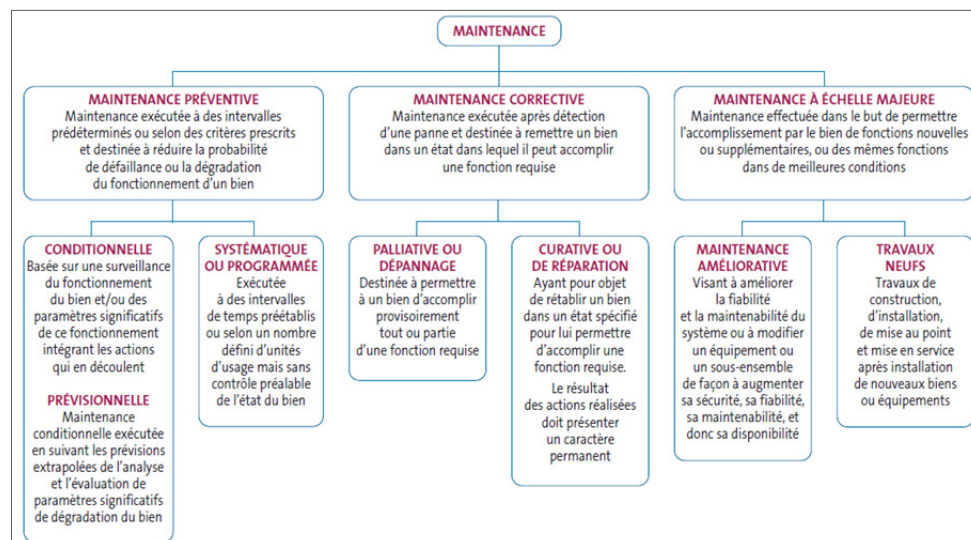 MAINTENANCE
MAINTENANCE PRÉVENTIVE
Maintenance exécutée à des intervalles
prédéterminés ou selon des critères prescrits
et destinée à réduire la probabilité
de défaillance ou la dégradation
du fonctionnement d'un bien
MAINTENANCE CORRECTIVE
Maintenance exécutée après détection
d'une panne et destinée à remettre un bien
dans un état dans lequel il peut accomplir
une fonction requise
MAINTENANCE À ÉCHELLE MAJEURE
Maintenance effectuée dans le but de permettre
l'accomplissement par le bien de fonctions nouvelles
ou supplémentaires, ou des mêmes fonctions
dans de meilleures conditions
CONDITIONNELLE
Basée sur une surveillance
du fonctionnement
du bien et/ou des
paramètres significatifs
de ce fonctionnement
intégrant les actions
qui en découlent
PRÉVISIONNELLE
Maintenance
conditionnelle exécutée
en suivant les prévisions
extrapolées de l'analyse
et l'évaluation de
paramètres significatifs
de dégradation du bien
SYSTÉMATIQUE
OU PROGRAMMÉE
Exécutée
à des intervalles
de temps préétablis
ou selon un nombre
défini d'unités
d'usage mais sans
contrôle préalable
de l'état du bien
PALLIATIVE OU
DÉPANNAGE
Destinée à permettre
à un bien d'accomplir
provisoirement
tout ou partie
d'une fonction requise
CURATIVE OU
DE RÉPARATION
Ayant pour objet
de rétablir un bien
dans un état spécifié
pour lui permettre
d'accomplir une
fonction requise.
Le résultat
des actions réalisées
doit présenter
un caractère
permanent
MAINTENANCE
AMÉLIORATIVE
Visant à améliorer
la fiabilité
et la maintenabilité du
système ou à modifier
un équipement ou
un sous-ensemble
de façon à augmenter
sa sécurité, sa fiabilité,
sa maintenabilité, et
donc sa disponibilité
TRAVAUX
NEUFS
Travaux de
construction,
d'installation,
de mise au point
et mise en service
après installation
de nouveaux biens
ou équipements